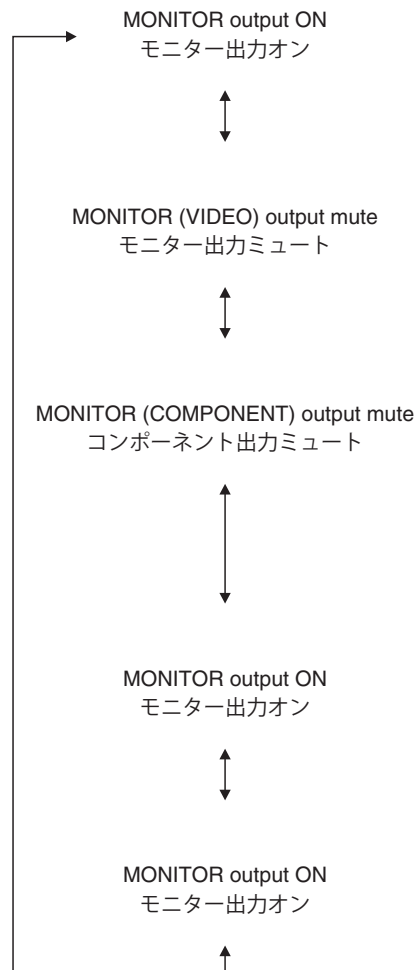 MONITOR output ON
モニター出力オン
MONITOR (VIDEO) output mute
モニター出力ミュート
MONITOR (COMPONENT) output mute
コンポーネント出力ミュート
MONITOR output ON
モニター出力オン
MONITOR output ON
モニター出力オン